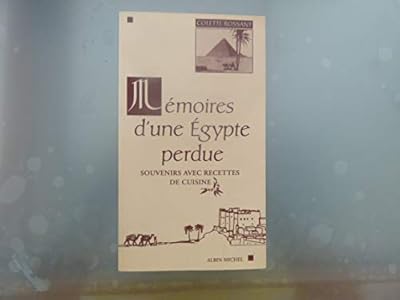 COLETTE ROSSANT
Mémoires
d'une Égypte
perdue
SOUVENIRS AVEC RECETTES
DE CUISINE
ALBIN MICHEL